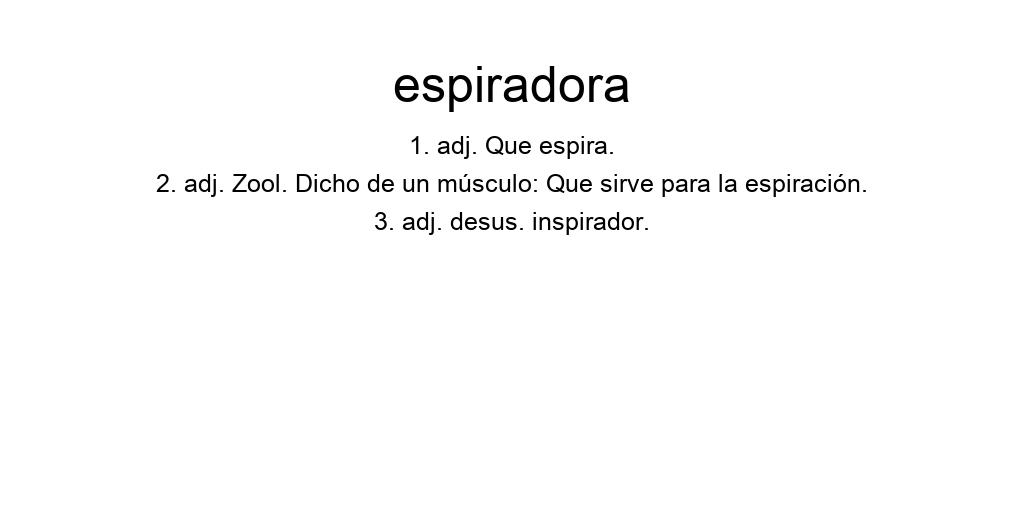 espiradora
1. adj. Que espira.
2. adj. Zool. Dicho de un músculo: Que sirve para la espiración.
3. adj. desus. inspirador.